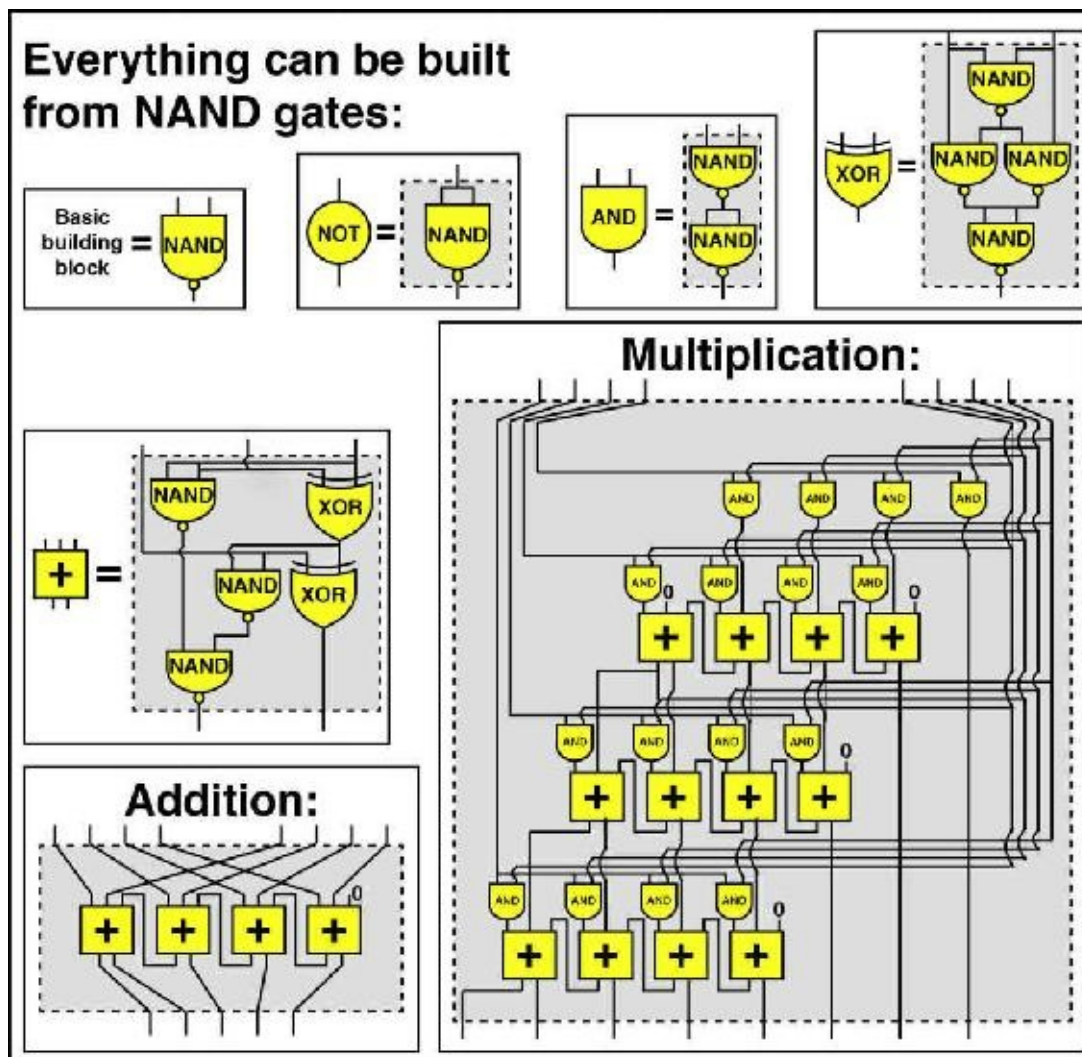 Everything can be built
from NAND gates:
Basic
building
block
=
NAND
NOT
=
NAND
AND
=
NAND
NAND
XOR
=
NAND
NAND
NAND
NAND
+
=
NAND
XOR
NAND
XOR
NAND
Addition:
+
+
+
+
0
Multiplication:
AND
AND
AND
AND
AND
AND
AND
AND
0
0
+
+
+
+
AND
AND
AND
AND
0
+
+
+
+
AND
AND
AND
AND
0
+
+
+
+